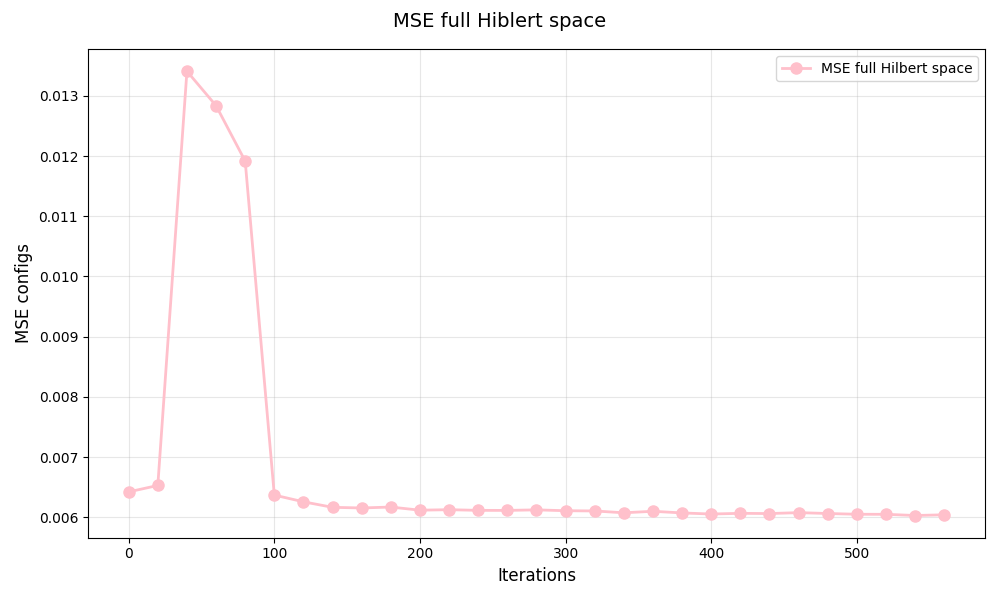 MSE full Hiblert space
MSE full Hilbert space
MSE configs
0.013
0.012
0.011
0.010
0.009
0.008
0.007
0.006
0 100 200 300 400 500
Iterations